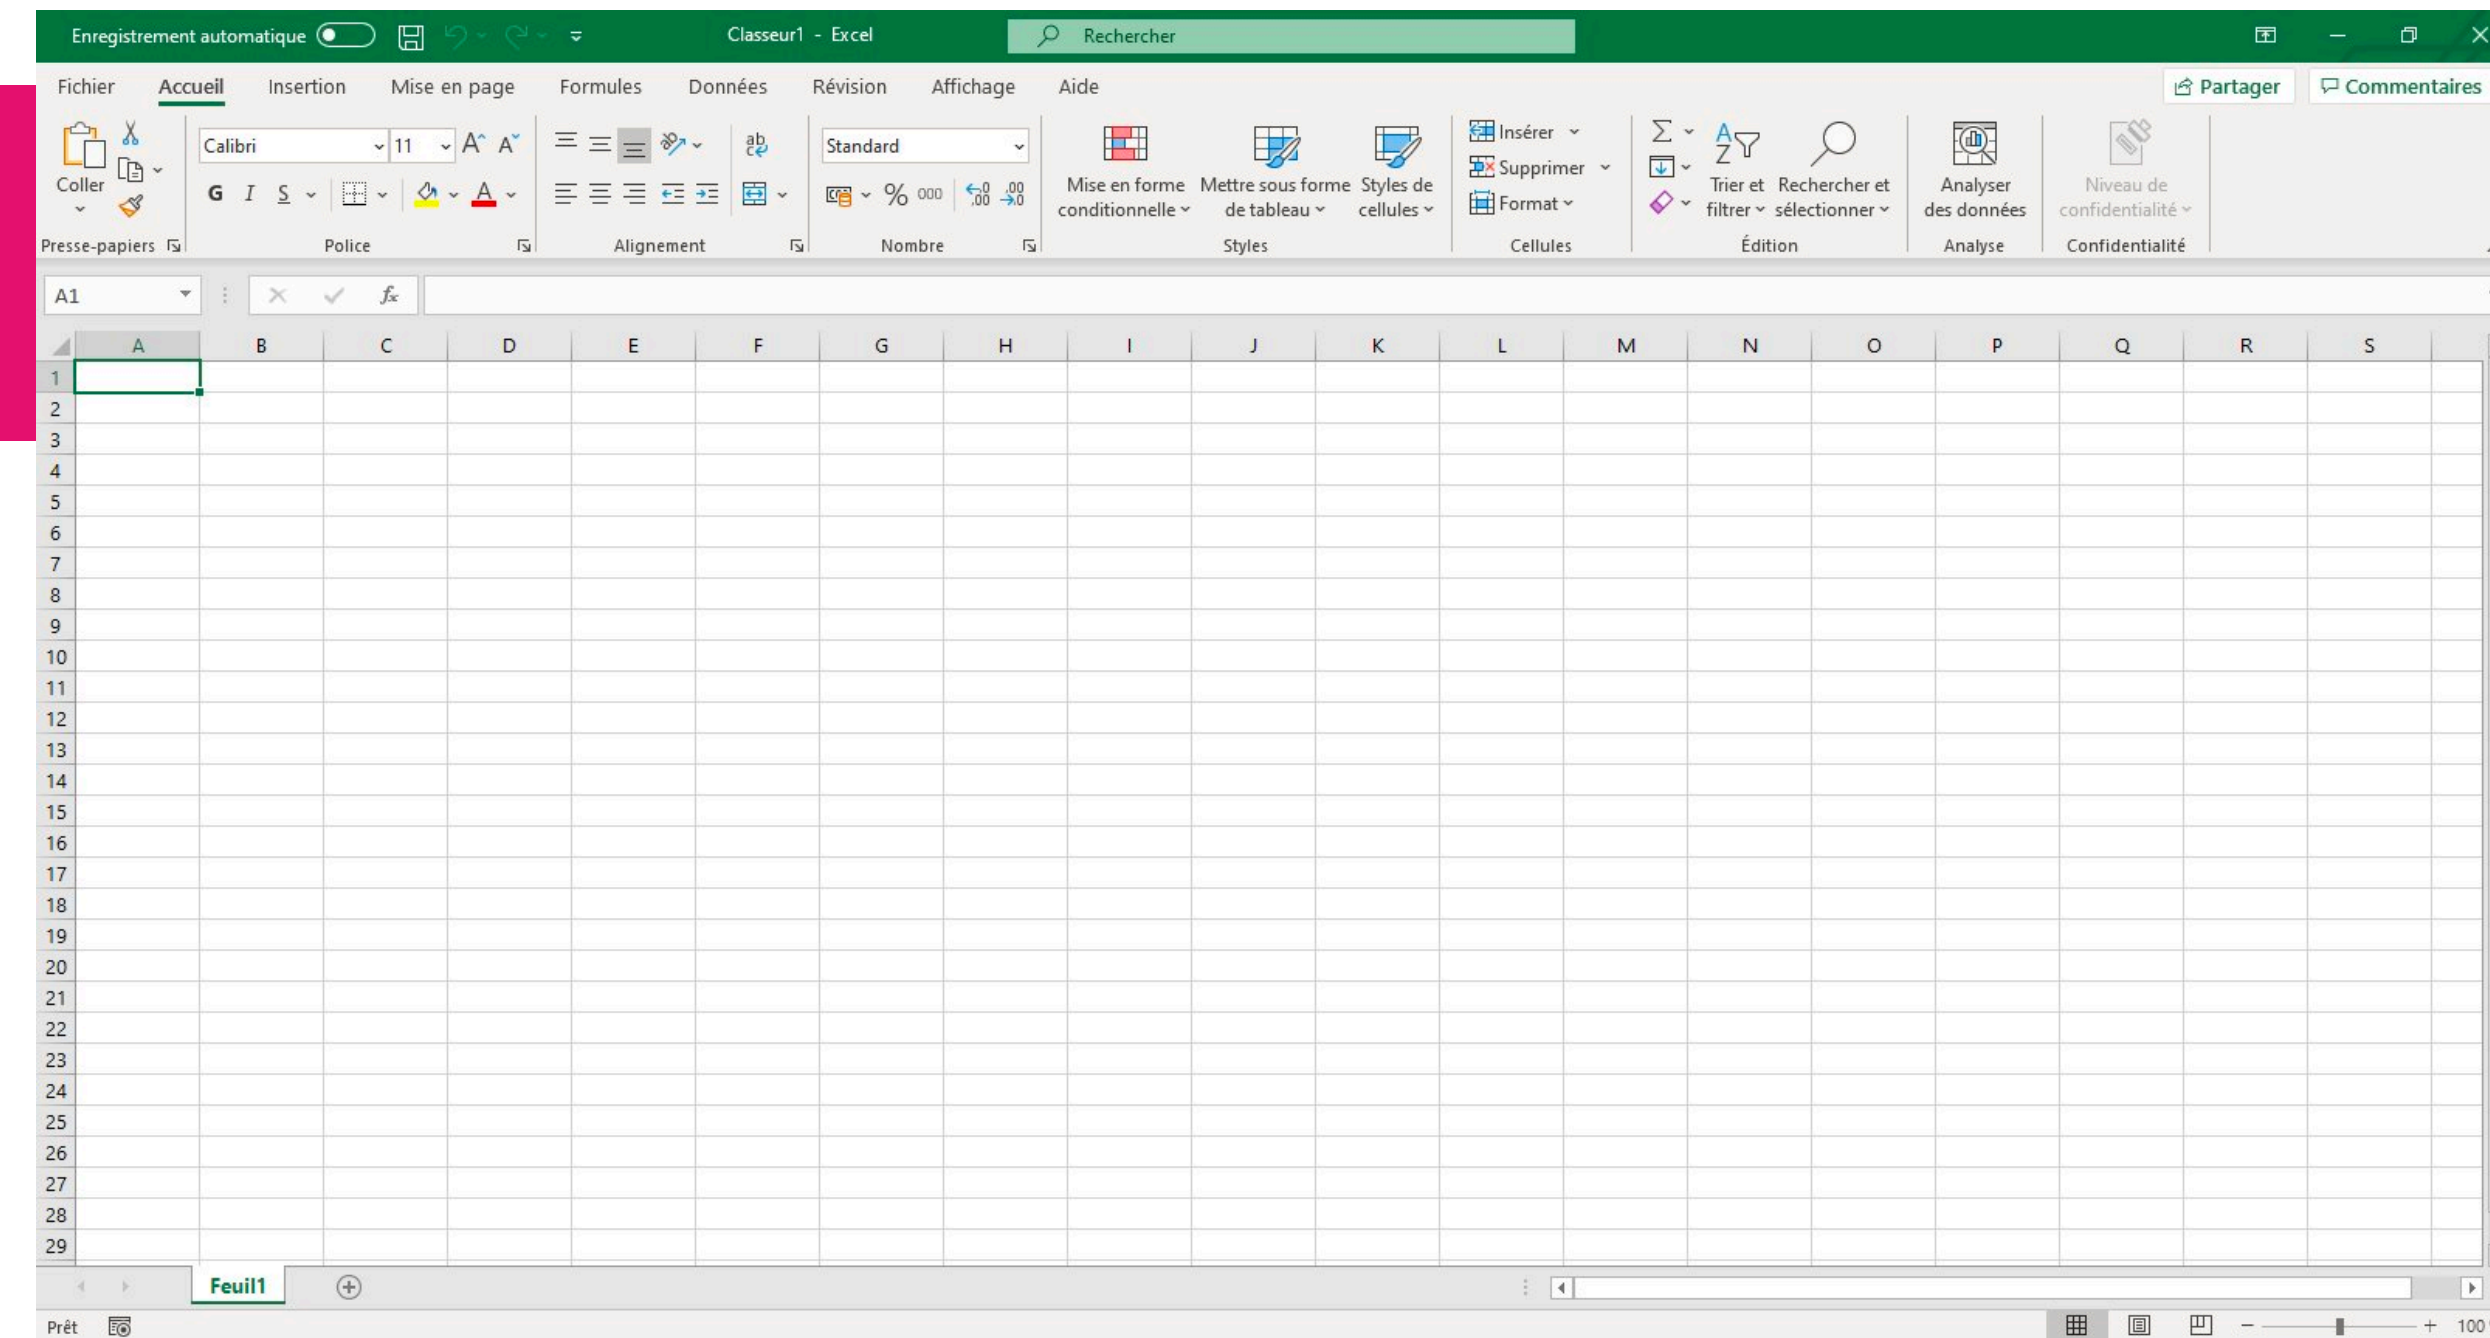 Enregistrement automatique
Classeur1 - Excel
Rechercher
Fichier Accueil Insertion Mise en page Formules Données Révision Affichage Aide
Partager Commentaires
Calibri 11
Standard
Insérer
Supprimer
Format
Coller
G I S
% 000
Mise en forme conditionnelle
Mettre sous forme de tableau
Styles de cellules
Trier et filtrer
Rechercher et sélectionner
Analyser des données
Niveau de confidentialité
Presse-papiers Police Alignement Nombre Styles Cellules Édition Analyse Confidentialité
A1 fx
A B C D E F G H I J K L M N O P Q R S
1
2
3
4
5
6
7
8
9
10
11
12
13
14
15
16
17
18
19
20
21
22
23
24
25
26
27
28
29
Feuil1
Prêt
100